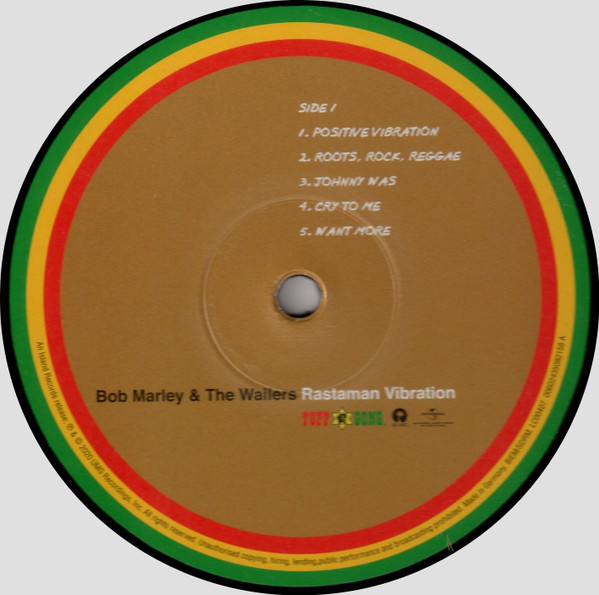 SIDE 1
1. POSITIVE VIBRATION
2. ROOTS, ROCK, REGGAE
3. JOHNNY WAS
4. CRY TO ME
5. WANT MORE
Bob Marley & The Wailers Rastaman Vibration
TUFF GONG
An Island Records release. ℗ & © 2020 UMG Recordings, Inc. All rights reserved. Unauthorised copying, hiring, lending, public performance and broadcasting prohibited. Made in Germany. BIEM/SDRM.